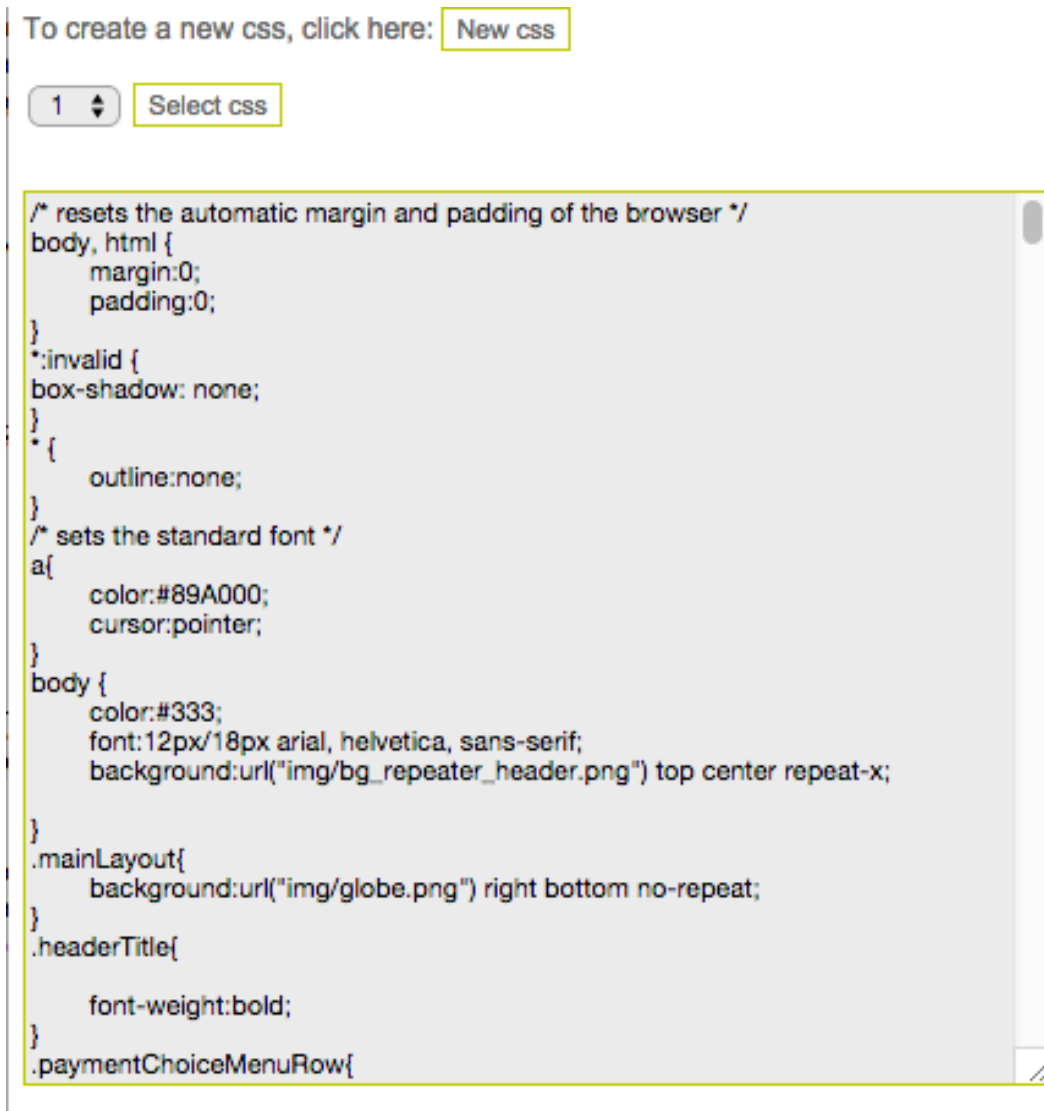 To create a new css, click here: New css
1 Select css
/* resets the automatic margin and padding of the browser */
body, html {
margin:0;
padding:0;
}
*:invalid {
box-shadow: none;
}
* {
outline:none;
}
/* sets the standard font */
a{
color:#89A000;
cursor:pointer;
}
body {
color:#333;
font:12px/18px arial, helvetica, sans-serif;
background:url("img/bg_repeater_header.png") top center repeat-x;
}
.mainLayout{
background:url("img/globe.png") right bottom no-repeat;
}
.headerTitle{
font-weight:bold;
}
.paymentChoiceMenuRow{